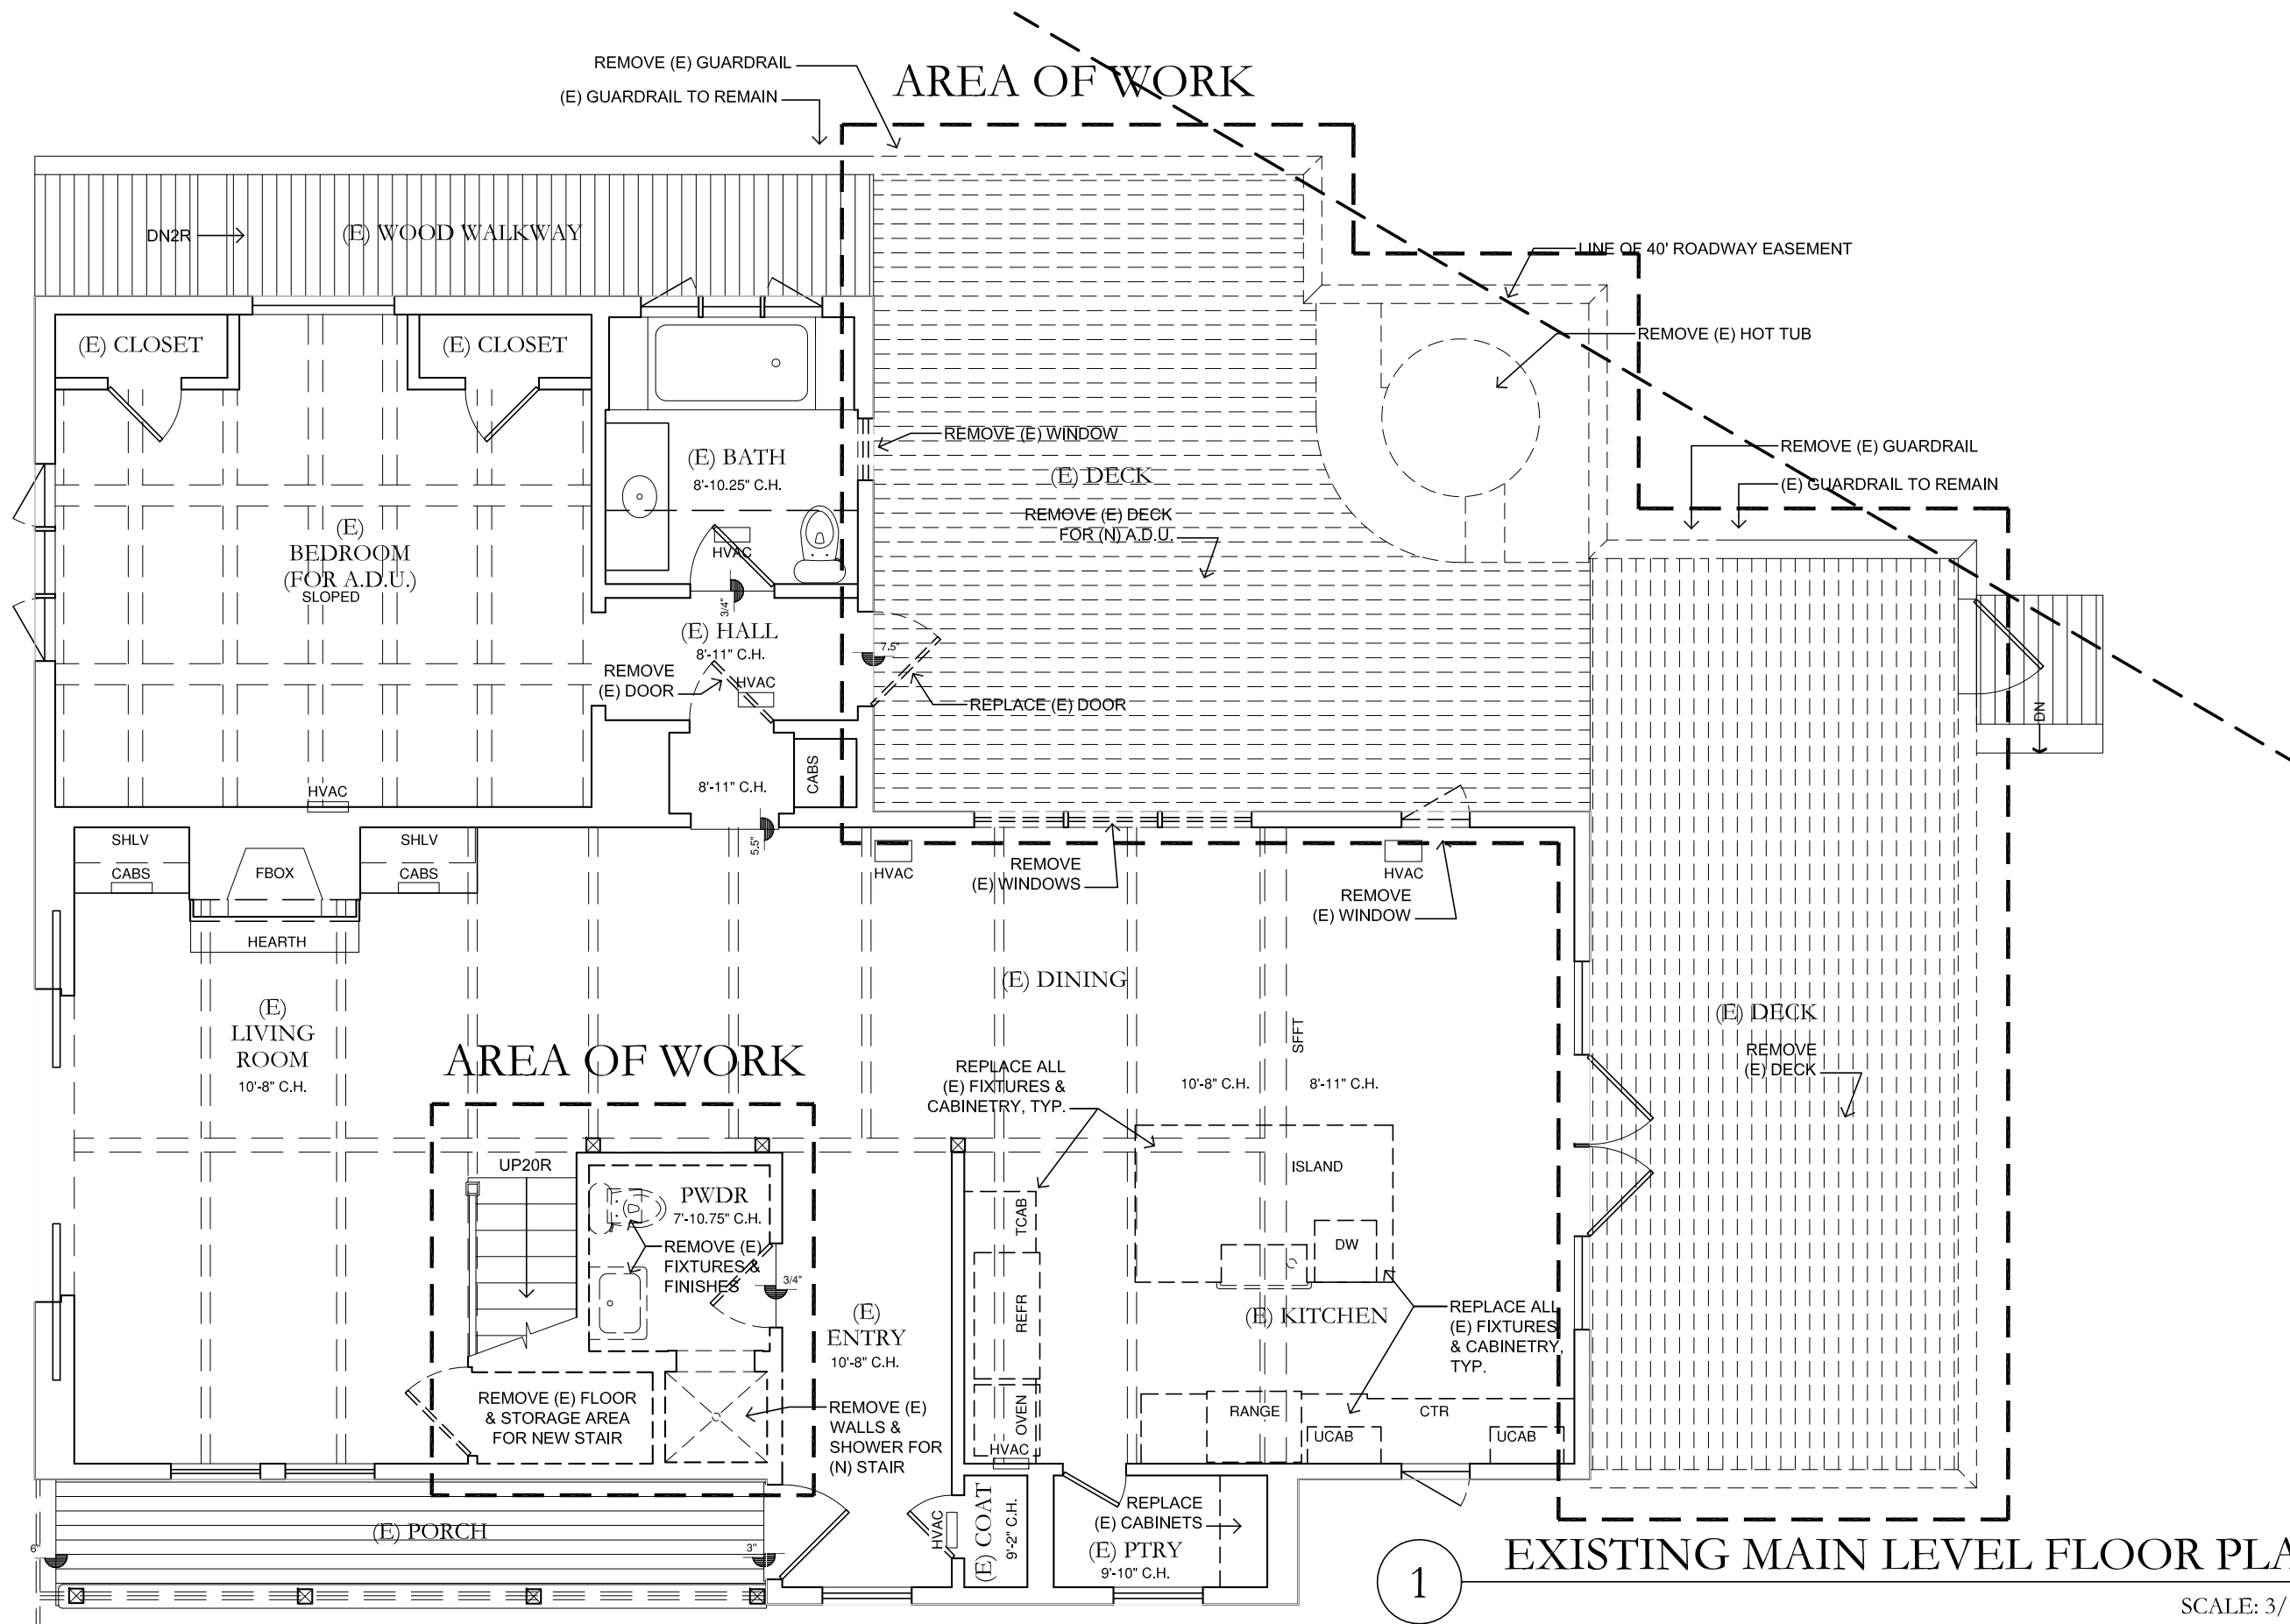 REMOVE (E) GUARDRAIL
(E) GUARDRAIL TO REMAIN
AREA OF WORK
DN2R
(E) WOOD WALKWAY
LINE OF 40' ROADWAY EASEMENT
REMOVE (E) HOT TUB
(E) CLOSET
(E) CLOSET
REMOVE (E) WINDOW
(E) BATH
8'-10.25" C.H.
HVAC
(E) DECK
REMOVE (E) DECK
FOR (N) A.D.U.
REMOVE (E) GUARDRAIL
(E) GUARDRAIL TO REMAIN
(E)
BEDROOM
(FOR A.D.U.)
SLOPED
3/4"
(E) HALL
8'-11" C.H.
7.5"
REMOVE
(E) DOOR
HVAC
REPLACE (E) DOOR
DN
8'-11" C.H.
CABS
HVAC
5.5"
SHLV
CABS
FBOX
SHLV
CABS
HEARTH
HVAC
REMOVE
(E) WINDOWS
HVAC
REMOVE
(E) WINDOW
(E) DINING
(E)
LIVING
ROOM
10'-8" C.H.
AREA OF WORK
SFFT
(E) DECK
REMOVE
(E) DECK
REPLACE ALL
(E) FIXTURES &
CABINETRY, TYP.
10'-8" C.H.
8'-11" C.H.
UP20R
PWDR
7'-10.75" C.H.
REMOVE (E)
FIXTURES &
FINISHES
3/4"
TCAB
ISLAND
DW
REFR
(E)
ENTRY
10'-8" C.H.
(E) KITCHEN
REPLACE ALL
(E) FIXTURES
& CABINETRY,
TYP.
REMOVE (E) FLOOR
& STORAGE AREA
FOR NEW STAIR
REMOVE (E)
WALLS &
SHOWER FOR
(N) STAIR
OVEN
HVAC
RANGE
CTR
UCAB
UCAB
(E) PORCH
6"
3"
HVAC
(E) COAT
9'-2" C.H.
REPLACE
(E) CABINETS
(E) PTRY
9'-10" C.H.
1
EXISTING MAIN LEVEL FLOOR PLA
SCALE: 3/